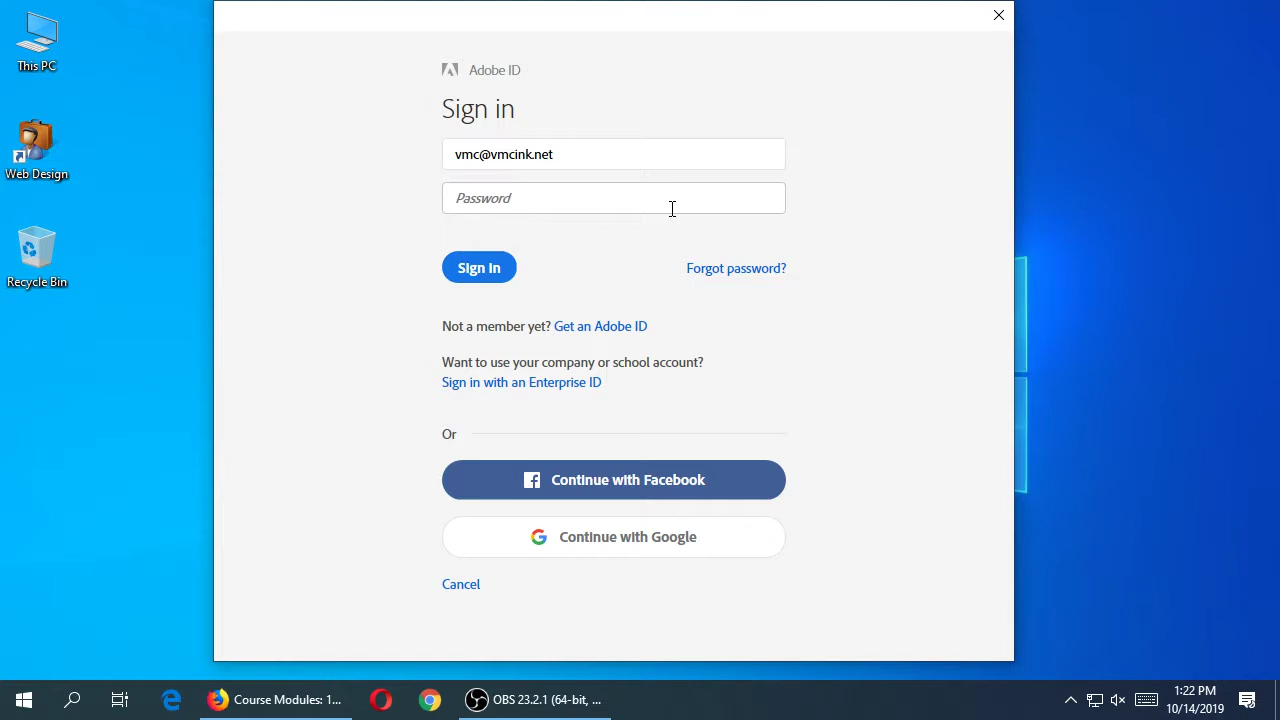 This PC
Web Design
Recycle Bin
Adobe ID
Sign in
vmc@vmcink.net
Password
Sign in
Forgot password?
Not a member yet? Get an Adobe ID
Want to use your company or school account?
Sign in with an Enterprise ID
Or
Continue with Facebook
Continue with Google
Cancel
Course Modules: 1...
OBS 23.2.1 (64-bit, ...
1:22 PM
10/14/2019